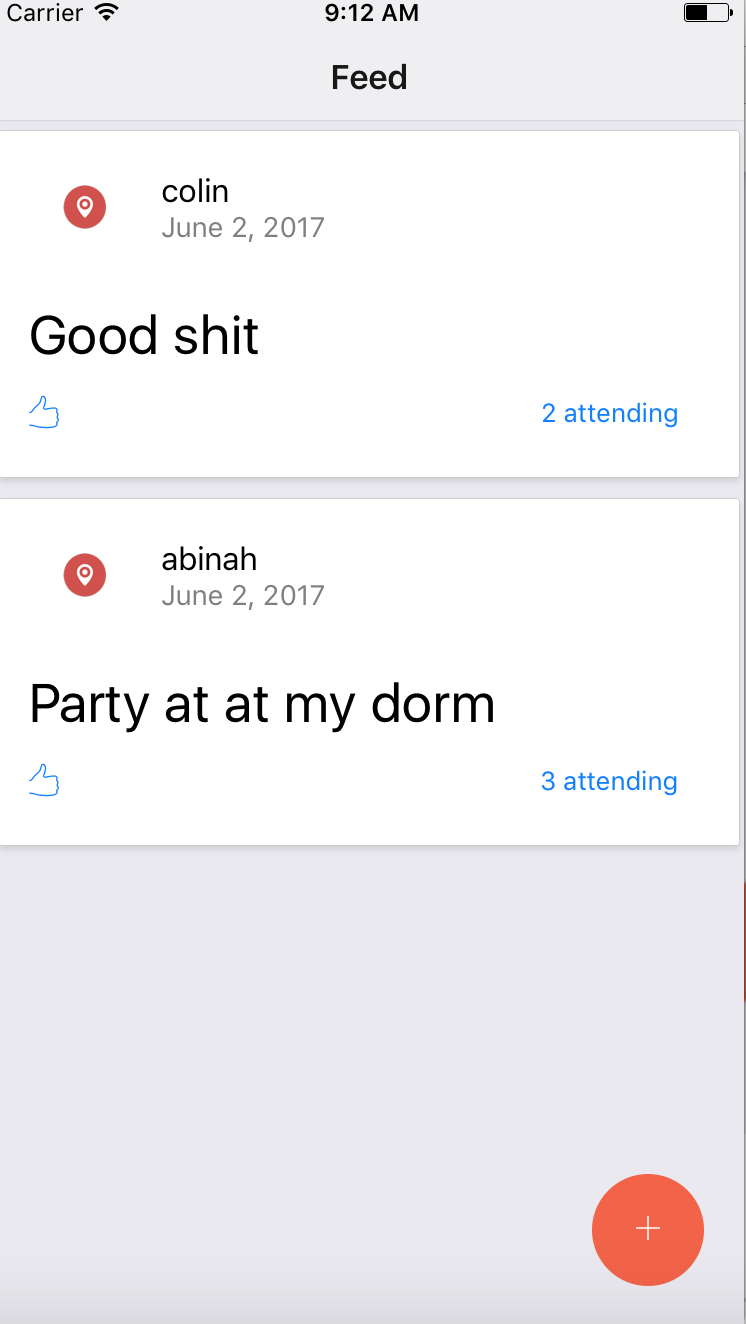 Carrier 9:12 AM
Feed
colin
June 2, 2017
Good shit
2 attending
abinah
June 2, 2017
Party at at my dorm
3 attending